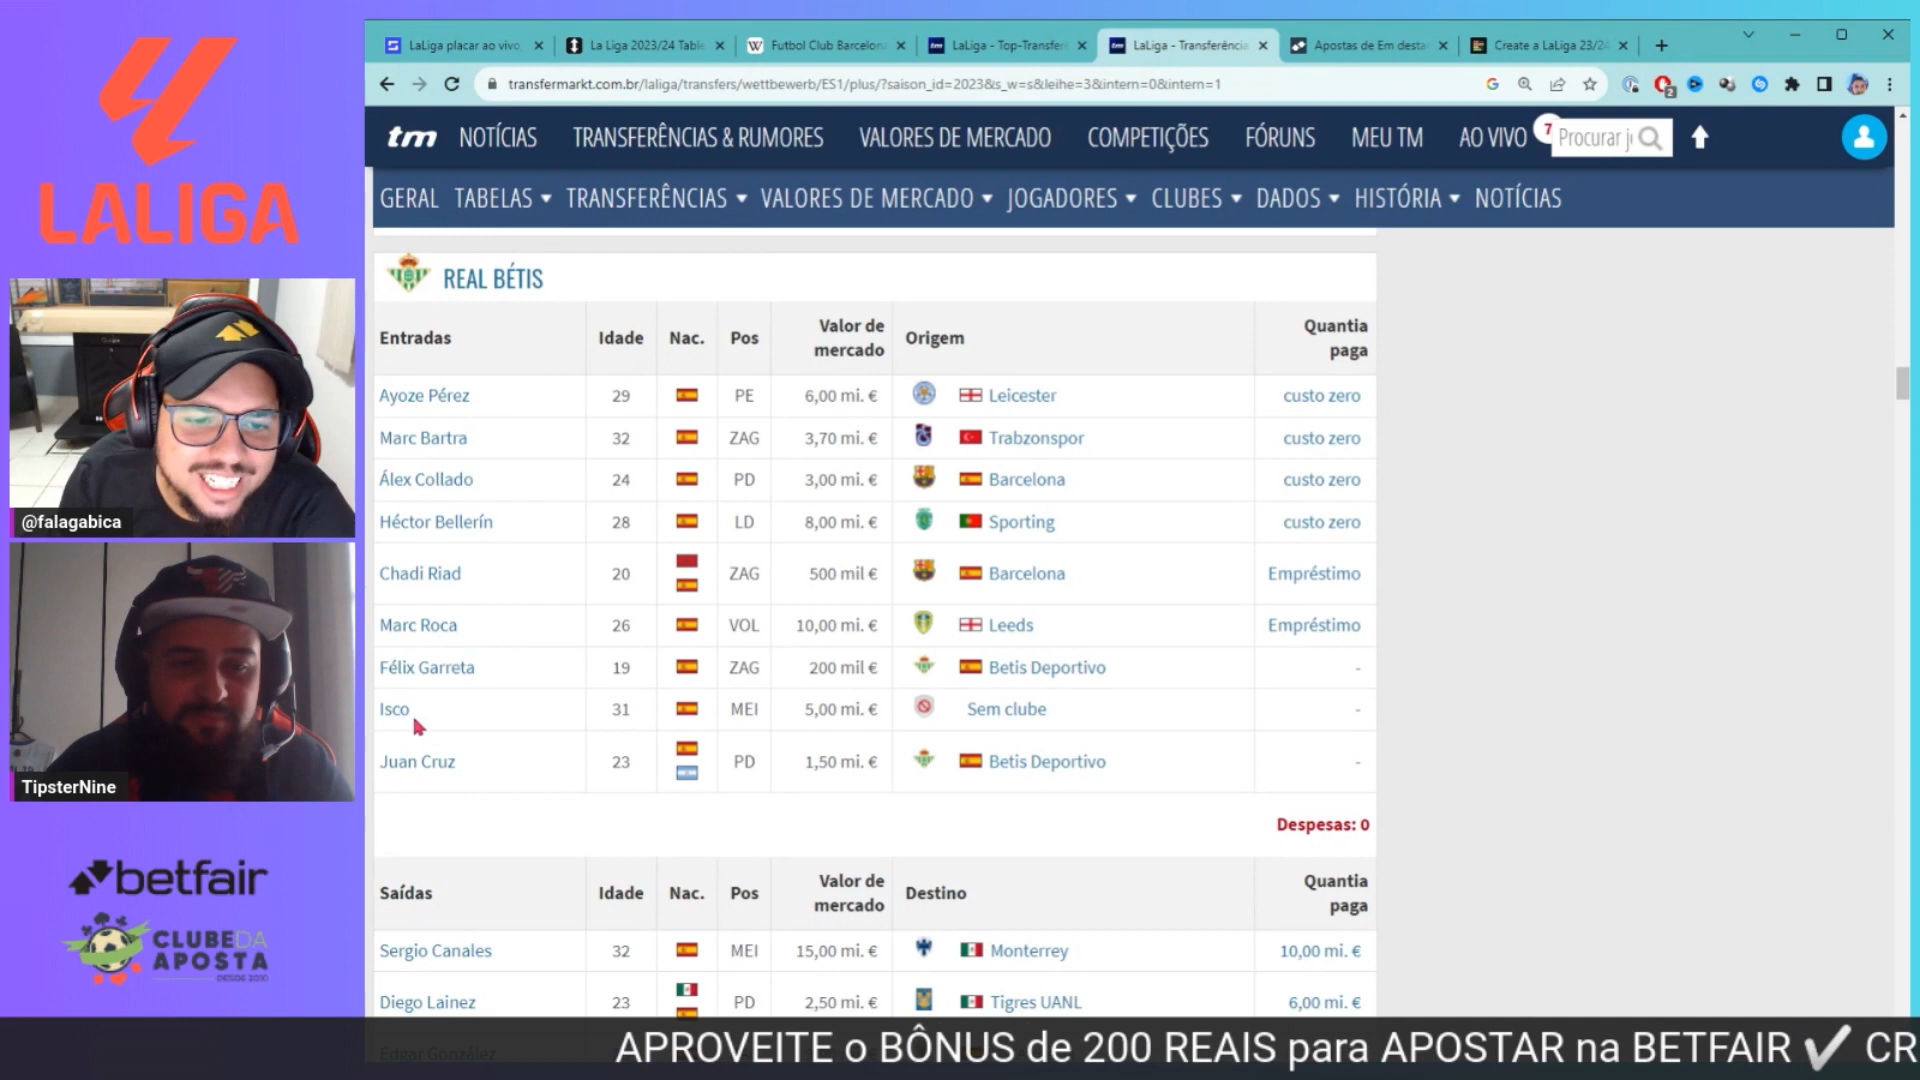 LALIGA
@falagabica
TipsterNine
betfair
CLUBE DA
APOSTA
DESDE 2010
LaLiga placar ao vivo,
La Liga 2023/24 Table
Futbol Club Barcelona
LaLiga - Top-Transfer
LaLiga - Transferência
Apostas de Em desta
Create a LaLiga 23/24
transfermarkt.com.br/laliga/transfers/wettbewerb/ES1/plus/?saison_id=2023&s_w=s&leihe=3&intern=0&intern=1
2
tm NOTÍCIAS TRANSFERÊNCIAS & RUMORES VALORES DE MERCADO COMPETIÇÕES FÓRUNS MEU TM AO VIVO 7 Procurar
GERAL TABELAS TRANSFERÊNCIAS VALORES DE MERCADO JOGADORES CLUBES DADOS HISTÓRIA NOTÍCIAS
REAL BÉTIS
Entradas Idade Nac. Pos Valor de mercado Origem Quantia paga
Ayoze Pérez 29 PE 6,00 mi. € Leicester custo zero
Marc Bartra 32 ZAG 3,70 mi. € Trabzonspor custo zero
Álex Collado 24 PD 3,00 mi. € Barcelona custo zero
Héctor Bellerín 28 LD 8,00 mi. € Sporting custo zero
Chadi Riad 20 ZAG 500 mil € Barcelona Empréstimo
Marc Roca 26 VOL 10,00 mi. € Leeds Empréstimo
Félix Garreta 19 ZAG 200 mil € Betis Deportivo -
Isco 31 MEI 5,00 mi. € Sem clube -
Juan Cruz 23 PD 1,50 mi. € Betis Deportivo -
Despesas: 0
Saídas Idade Nac. Pos Valor de mercado Destino Quantia paga
Sergio Canales 32 MEI 15,00 mi. € Monterrey 10,00 mi. €
Diego Lainez 23 PD 2,50 mi. € Tigres UANL 6,00 mi. €
Edgar González
APROVEITE o BÔNUS de 200 REAIS para APOSTAR na BETFAIR ✔ CR